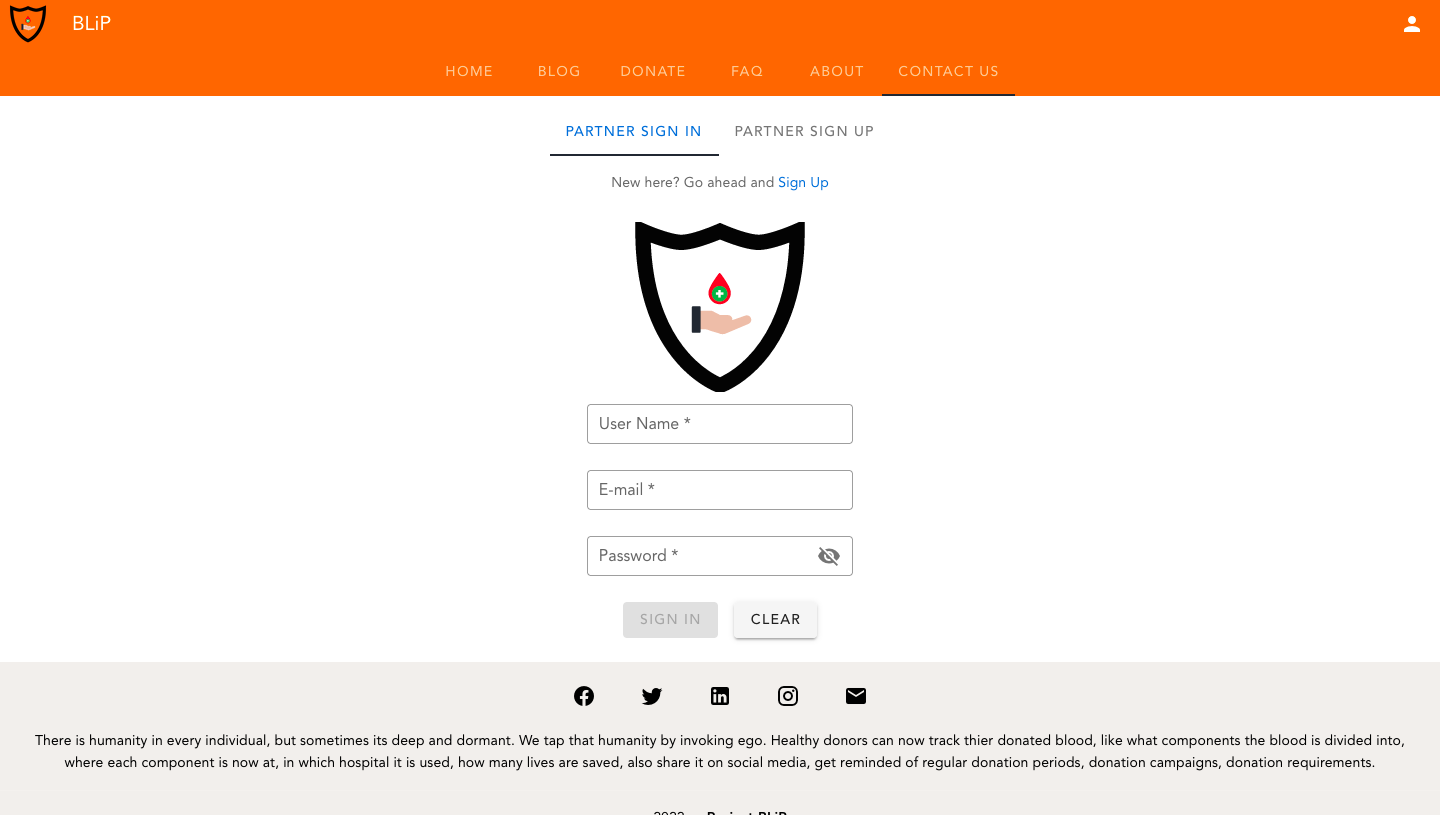 BLiP
HOME BLOG DONATE FAQ ABOUT CONTACT US
PARTNER SIGN IN PARTNER SIGN UP
New here? Go ahead and Sign Up
User Name *
E-mail *
Password *
SIGN IN CLEAR
There is humanity in every individual, but sometimes its deep and dormant. We tap that humanity by invoking ego. Healthy donors can now track thier donated blood, like what components the blood is divided into,
where each component is now at, in which hospital it is used, how many lives are saved, also share it on social media, get reminded of regular donation periods, donation campaigns, donation requirements.
Project BLiP